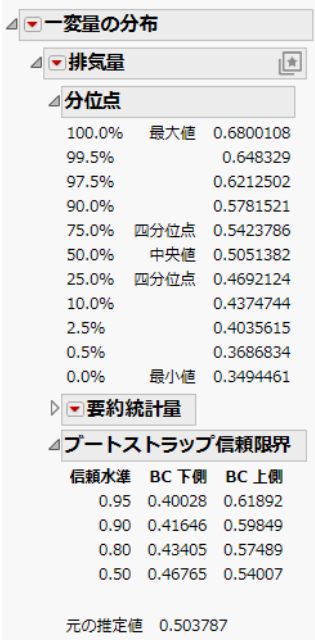 一変量の分布
排気量
分位点
100.0% 最大値 0.6800108
99.5% 0.648329
97.5% 0.6212502
90.0% 0.5781521
75.0% 四分位点 0.5423786
50.0% 中央値 0.5051382
25.0% 四分位点 0.4692124
10.0% 0.4374744
2.5% 0.4035615
0.5% 0.3686834
0.0% 最小値 0.3494461
要約統計量
ブートストラップ信頼限界
信頼水準 BC 下側 BC 上側
0.95 0.40028 0.61892
0.90 0.41646 0.59849
0.80 0.43405 0.57489
0.50 0.46765 0.54007
元の推定値 0.503787